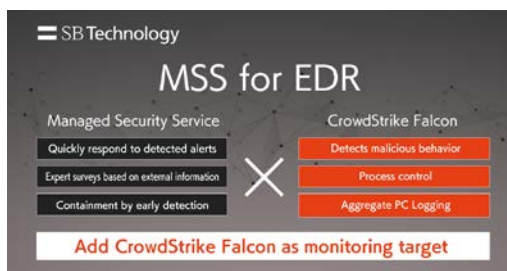 SB Technology
MSS for EDR
Managed Security Service
Quickly respond to detected alerts
Expert surveys based on external information
Containment by early detection
CrowdStrike Falcon
Detects malicious behavior
Process control
Aggregate PC Logging
Add CrowdStrike Falcon as monitoring target